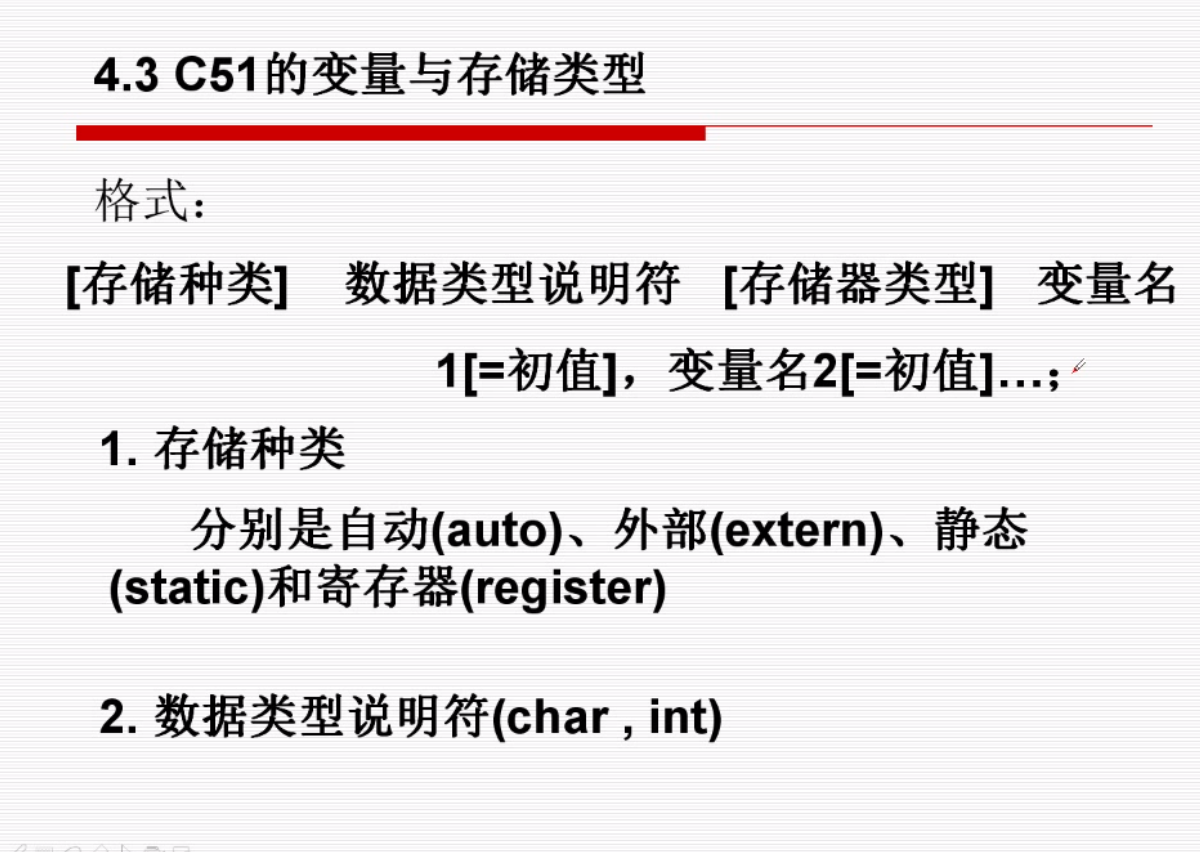 4.3 C51的变量与存储类型
格式：
[存储种类] 数据类型说明符 [存储器类型] 变量名
1[=初值]，变量名2[=初值]…；
1. 存储种类
分别是自动(auto)、外部(extern)、静态
(static)和寄存器(register)
2. 数据类型说明符(char , int)